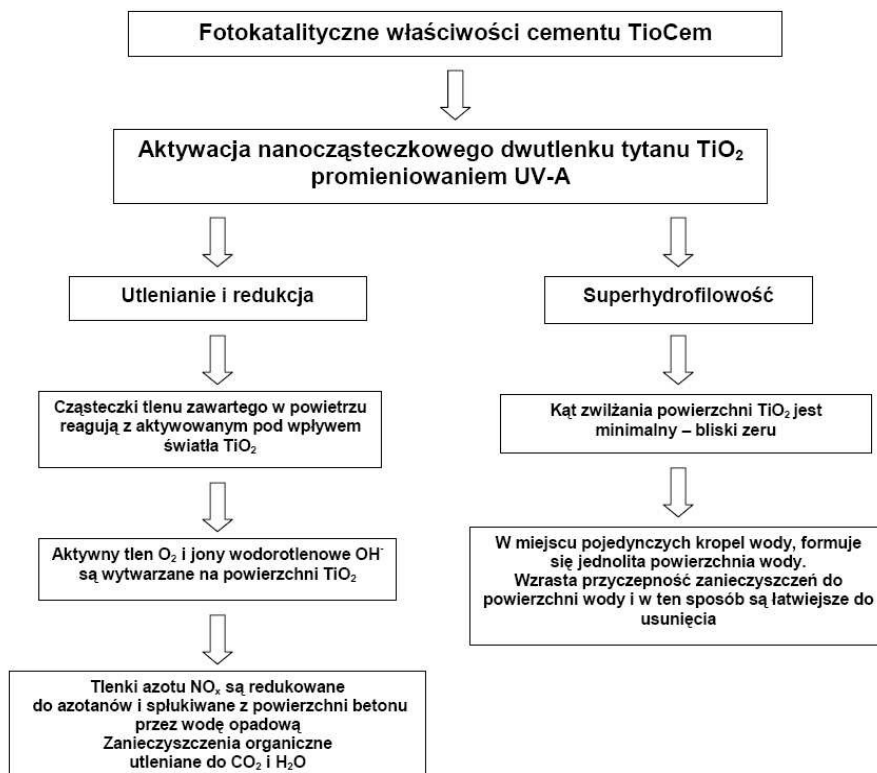 Fotokatalityczne właściwości cementu TioCem
Aktywacja nanocząsteczkowego dwutlenku tytanu TiO₂
promieniowaniem UV-A
Utlenianie i redukcja
Superhydrofilowość
Cząsteczki tlenu zawartego w powietrzu
reagują z aktywowanym pod wpływem
światła TiO₂
Kąt zwilżania powierzchni TiO₂ jest
minimalny – bliski zeru
Aktywny tlen O₂ i jony wodorotlenowe OH⁻
są wytwarzane na powierzchni TiO₂
W miejscu pojedynczych kropel wody, formuje
się jednolita powierzchnia wody.
Wzrasta przyczepność zanieczyszczeń do
powierzchni wody i w ten sposób są łatwiejsze do
usunięcia
Tlenki azotu NOₓ są redukowane
do azotanów i spłukiwane z powierzchni betonu
przez wodę opadową
Zanieczyszczenia organiczne
utleniane do CO₂ i H₂O